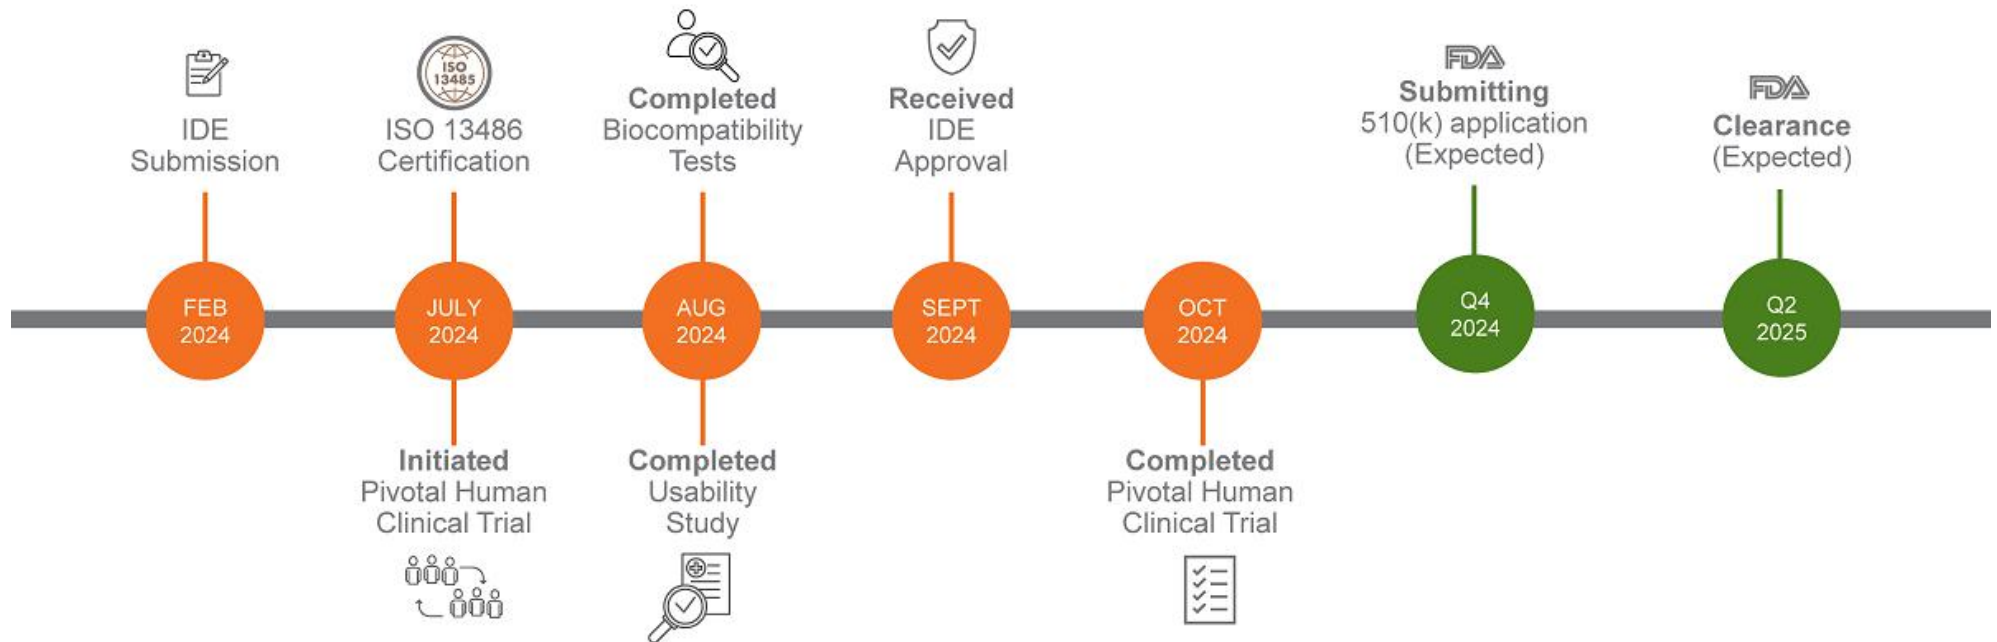 IDE
Submission
FEB
2024
ISO
13485
ISO 13486
Certification
JULY
2024
Initiated
Pivotal Human
Clinical Trial
Completed
Biocompatibility
Tests
AUG
2024
Completed
Usability
Study
Received
IDE
Approval
SEPT
2024
OCT
2024
Completed
Pivotal Human
Clinical Trial
FDA
Submitting
510(k) application
(Expected)
Q4
2024
FDA
Clearance
(Expected)
Q2
2025